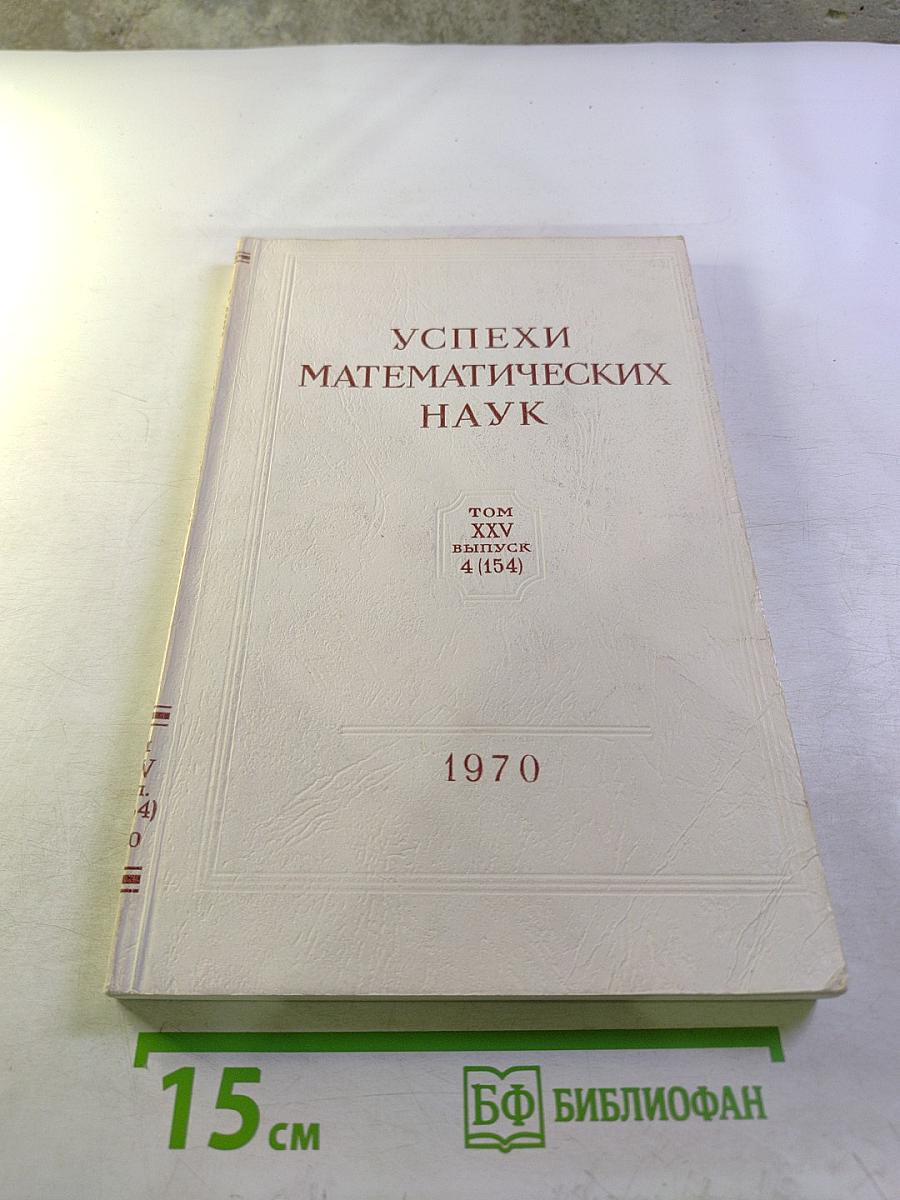 УСПЕХИ
МАТЕМАТИЧЕСКИХ
НАУК
ТОМ
XXV
ВЫПУСК
4 (154)
1970
15 см
БФ БИБЛИОФАН